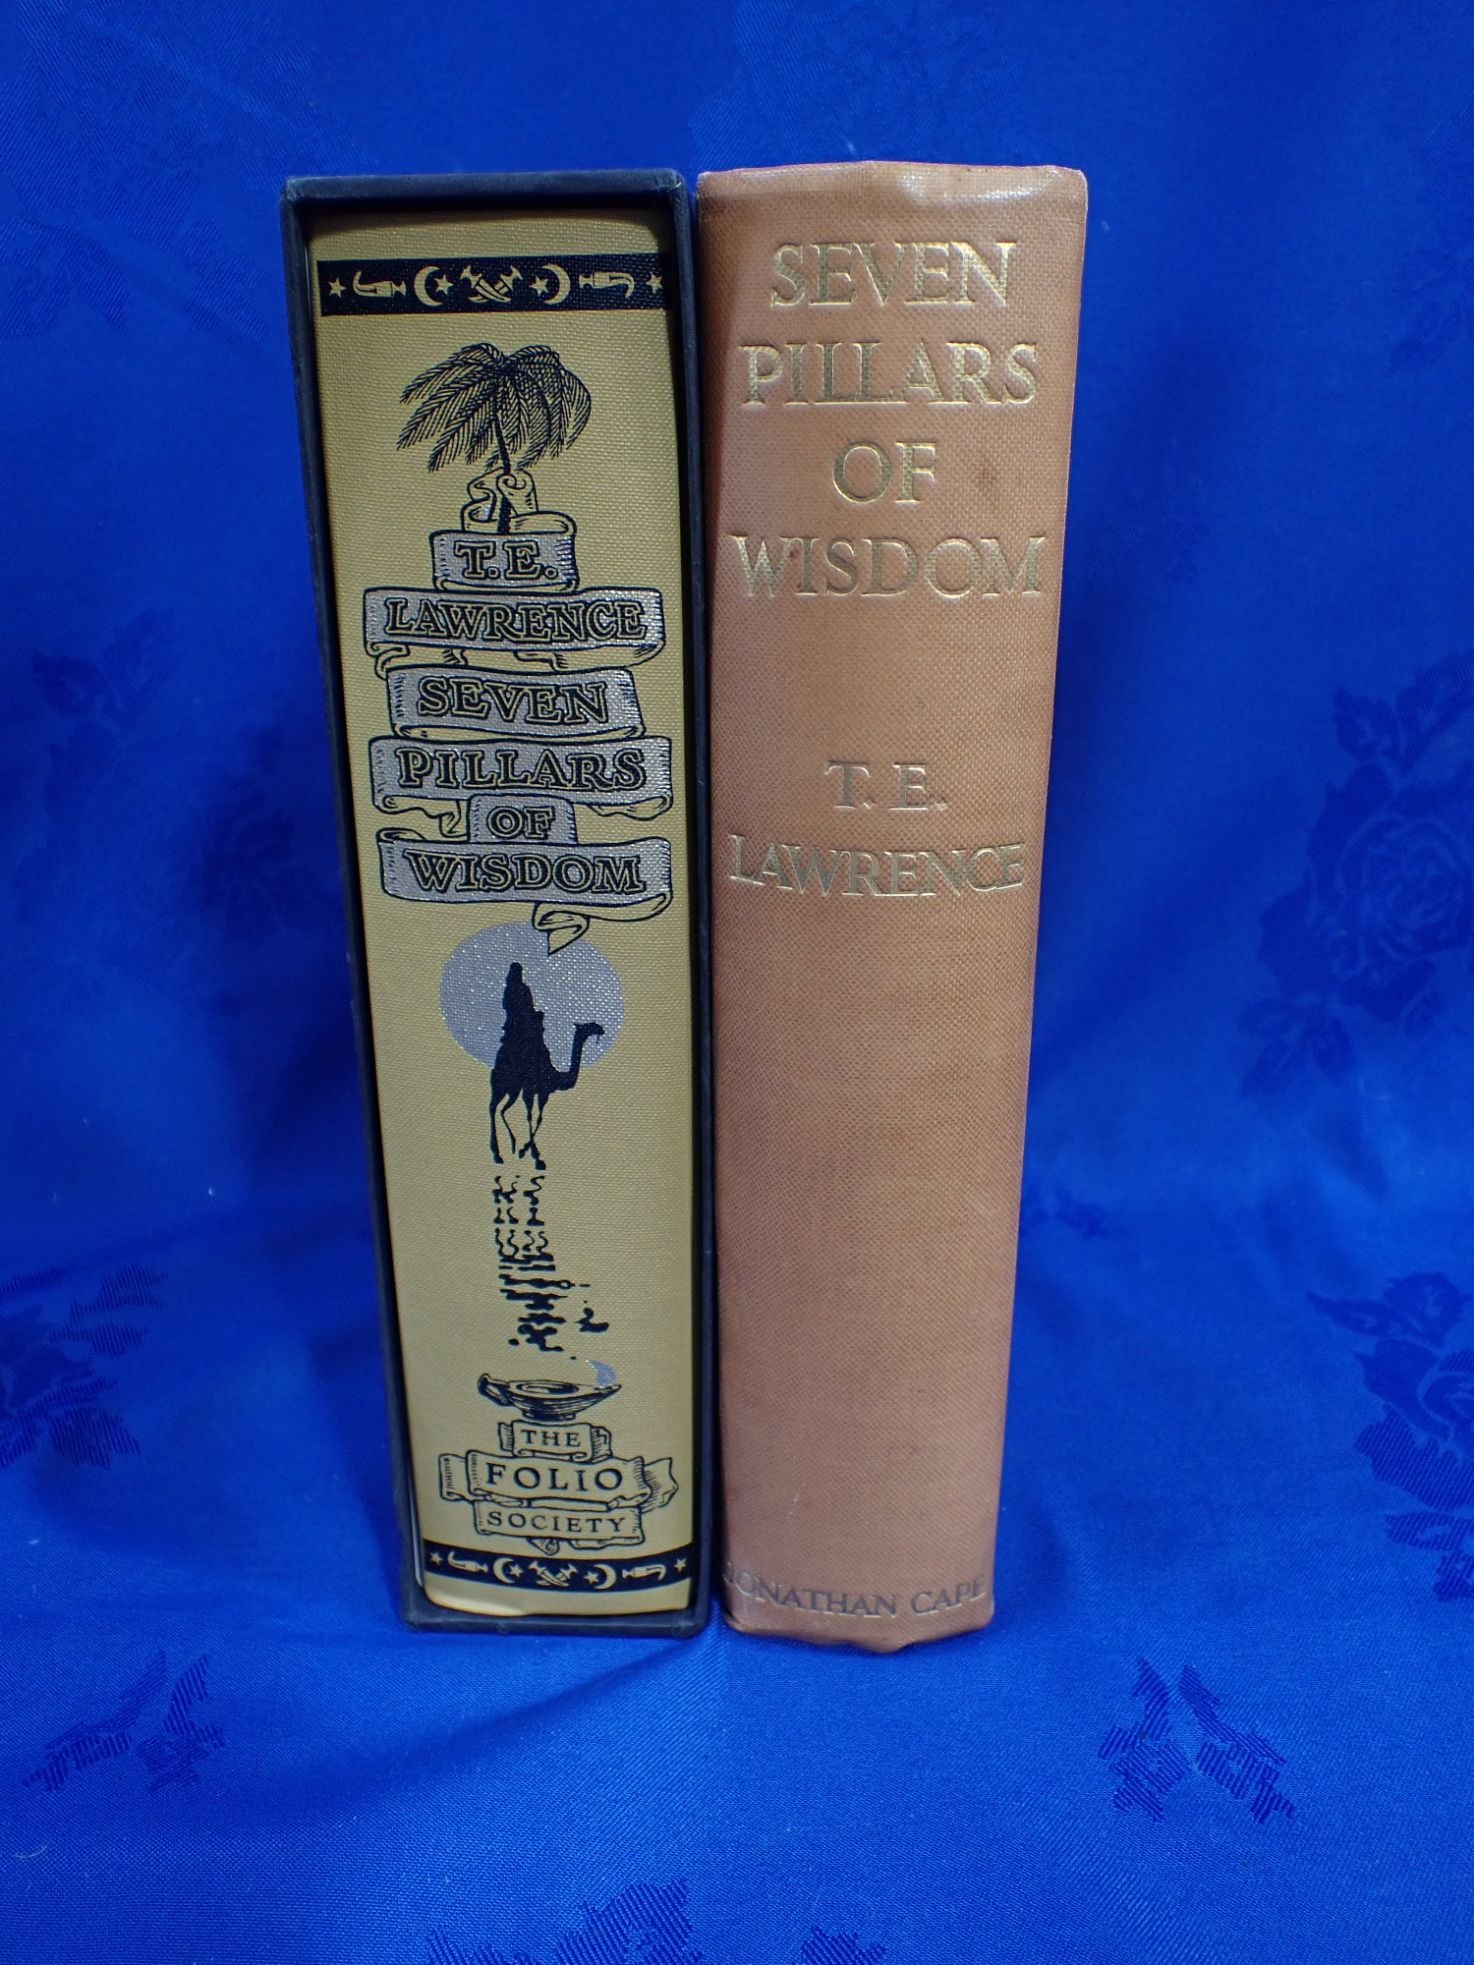 T.E.
LAWRENCE
SEVEN
PILLARS
OF
WISDOM
THE
FOLIO
SOCIETY
SEVEN
PILLARS
OF
WISDOM
T. E.
LAWRENCE
JONATHAN CAPE